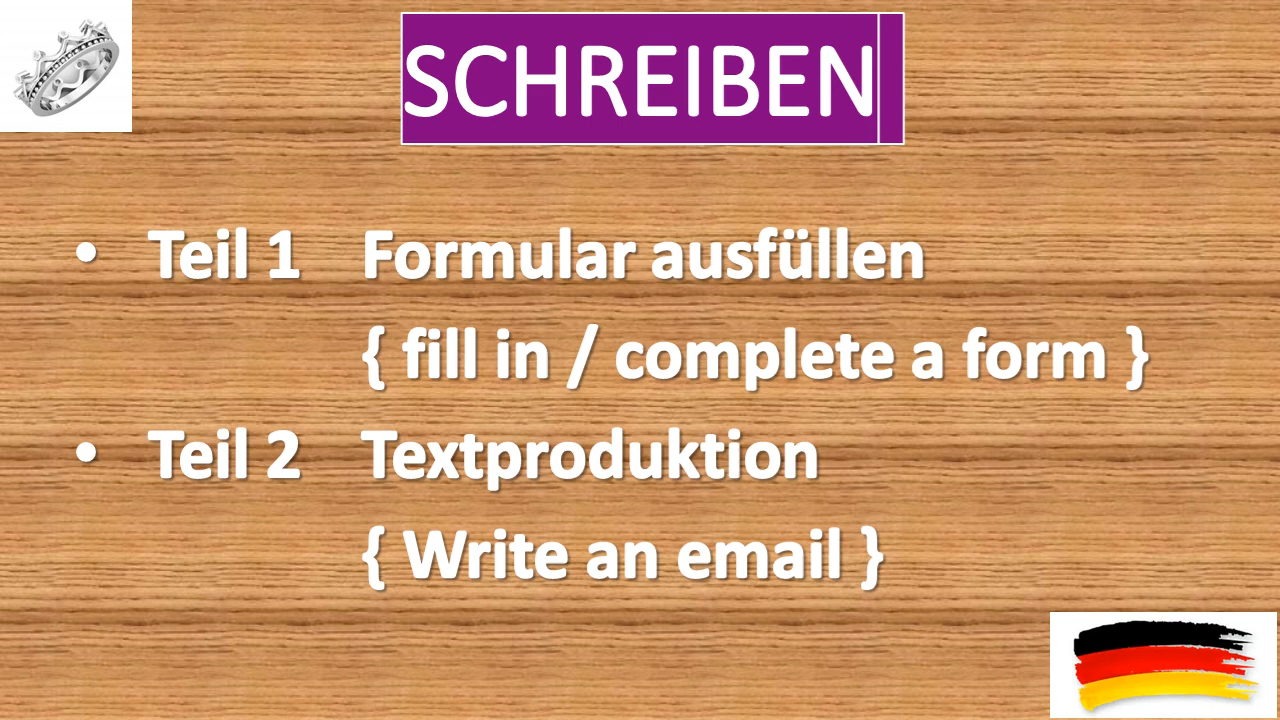 SCHREIBEN
• Teil 1 Formular ausfüllen
{ fill in / complete a form }
• Teil 2 Textproduktion
{ Write an email }